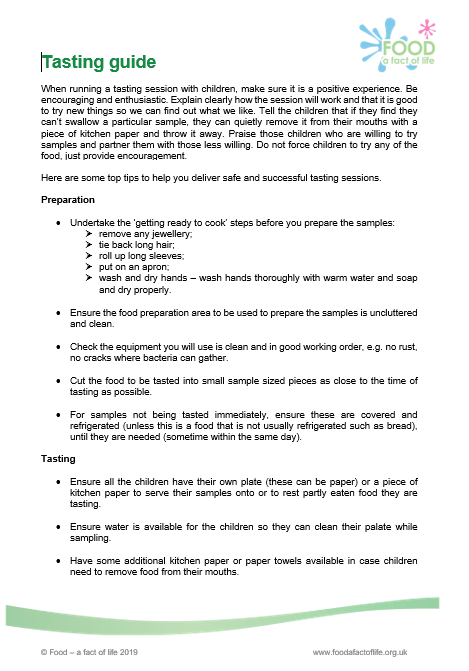 FOOD
a fact of life
Tasting guide
When running a tasting session with children, make sure it is a positive experience. Be
encouraging and enthusiastic. Explain clearly how the session will work and that it is good
to try new things so we can find out what we like. Tell the children that if they find they
can't swallow a particular sample, they can quietly remove it from their mouths with a
piece of kitchen paper and throw it away. Praise those children who are willing to try
samples and partner them with those less willing. Do not force children to try any of the
food, just provide encouragement.
Here are some top tips to help you deliver safe and successful tasting sessions.
Preparation
• Undertake the 'getting ready to cook' steps before you prepare the samples:
➢ remove any jewellery;
➢ tie back long hair;
➢ roll up long sleeves;
➢ put on an apron;
➢ wash and dry hands – wash hands thoroughly with warm water and soap
and dry properly.
• Ensure the food preparation area to be used to prepare the samples is uncluttered
and clean.
• Check the equipment you will use is clean and in good working order, e.g. no rust,
no cracks where bacteria can gather.
• Cut the food to be tasted into small sample sized pieces as close to the time of
tasting as possible.
• For samples not being tasted immediately, ensure these are covered and
refrigerated (unless this is a food that is not usually refrigerated such as bread),
until they are needed (sometime within the same day).
Tasting
• Ensure all the children have their own plate (these can be paper) or a piece of
kitchen paper to serve their samples onto or to rest partly eaten food they are
tasting.
• Ensure water is available for the children so they can clean their palate while
sampling.
• Have some additional kitchen paper or paper towels available in case children
need to remove food from their mouths.
© Food – a fact of life 2019
www.foodafactoflife.org.uk